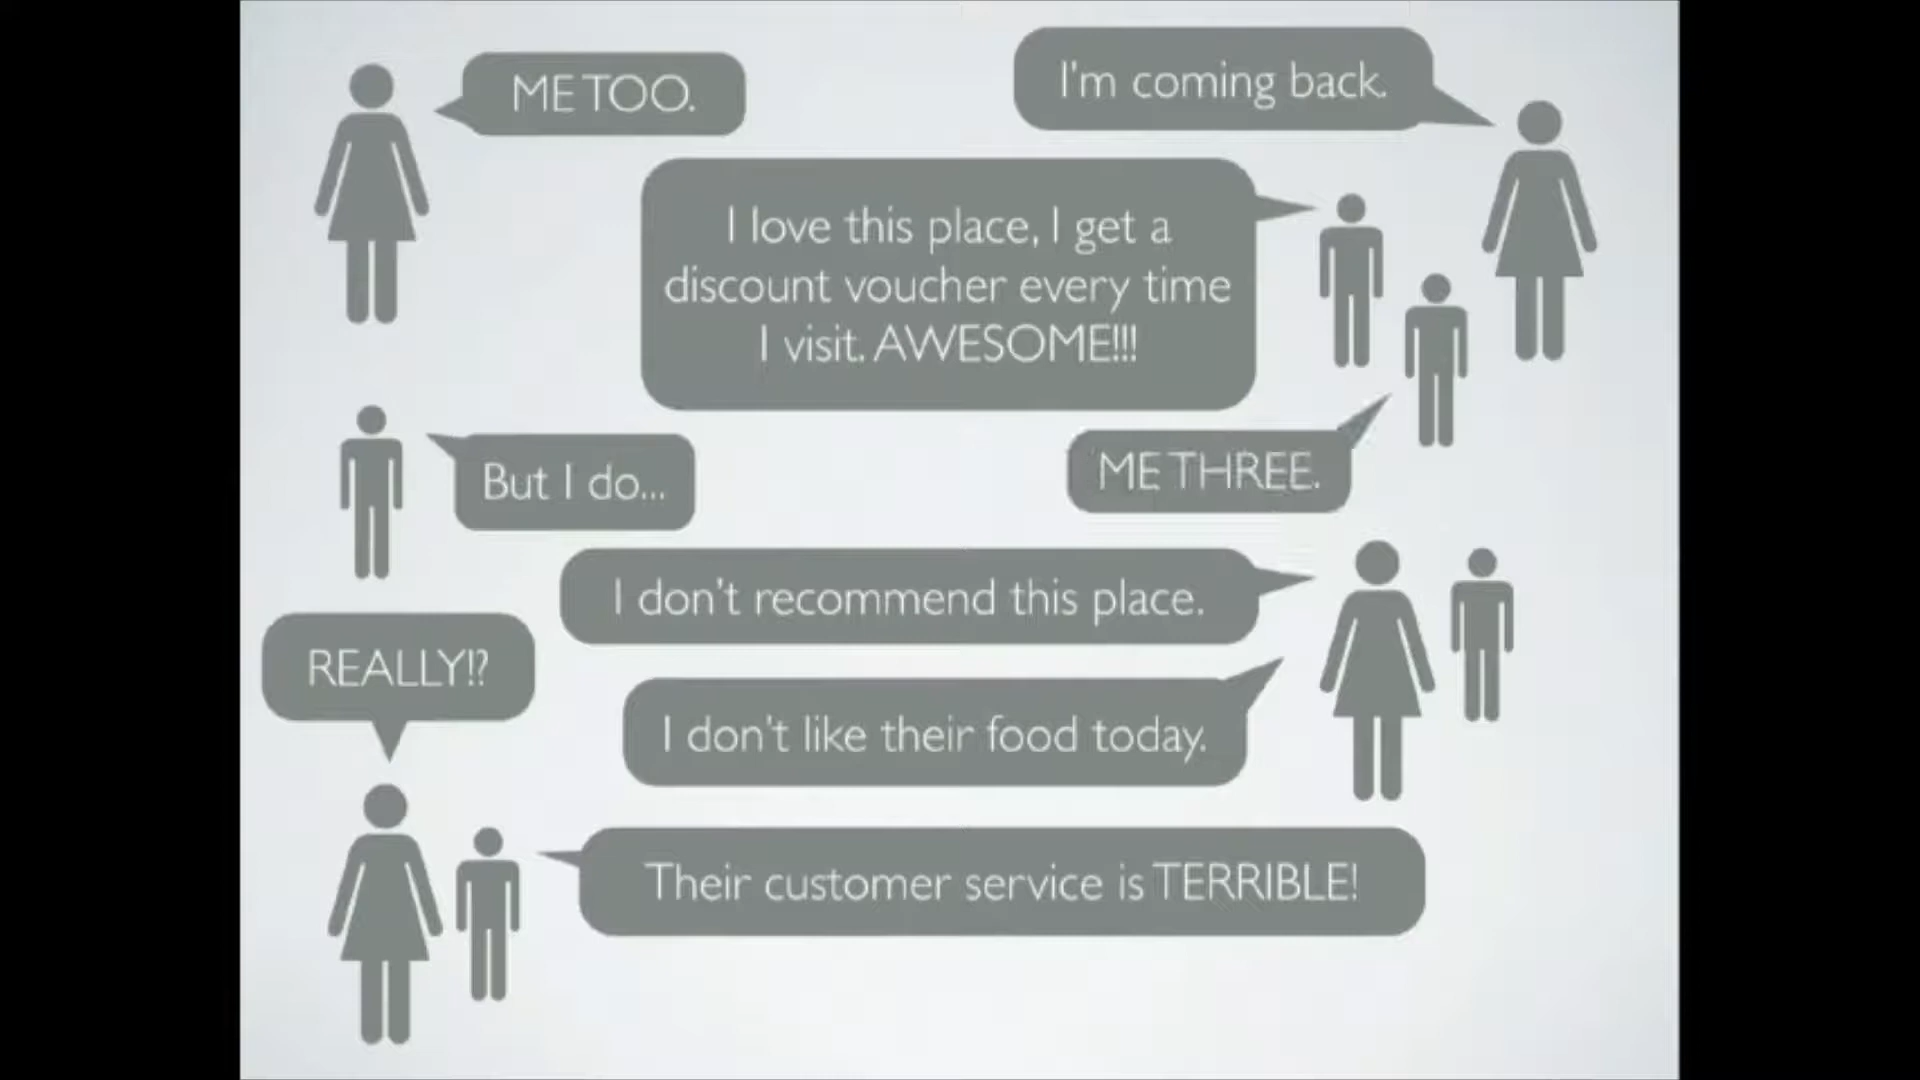 ME TOO.
I'm coming back.
I love this place, I get a
discount voucher every time
I visit. AWESOME!!!
But I do...
ME THREE.
I don't recommend this place.
REALLY!?
I don't like their food today.
Their customer service is TERRIBLE!